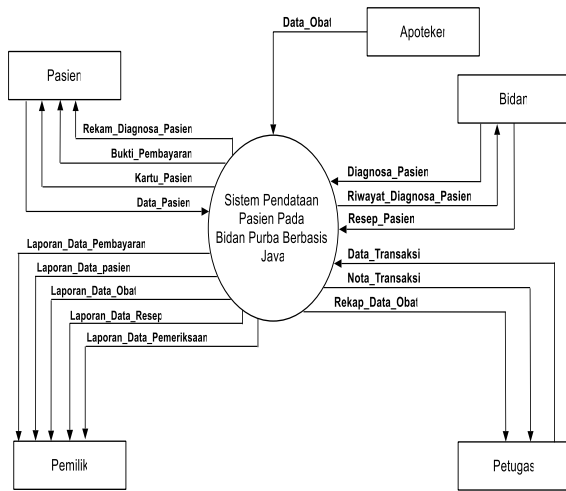 Data_Obat
Apoteker
Pasien
Bidan
Rekam_Diagnosa_Pasien
Bukti_Pembayaran
Kartu_Pasien
Data_Pasien
Diagnosa_Pasien
Riwayat_Diagnosa_Pasien
Resep_Pasien
Sistem Pendataan
Pasien Pada
Bidan Purba Berbasis
Java
Laporan_Data_Pembayaran
Laporan_Data_pasien
Laporan_Data_Obat
Laporan_Data_Resep
Laporan_Data_Pemeriksaan
Data_Transaksi
Nota_Transaksi
Rekap_Data_Obat
Pemilik
Petugas